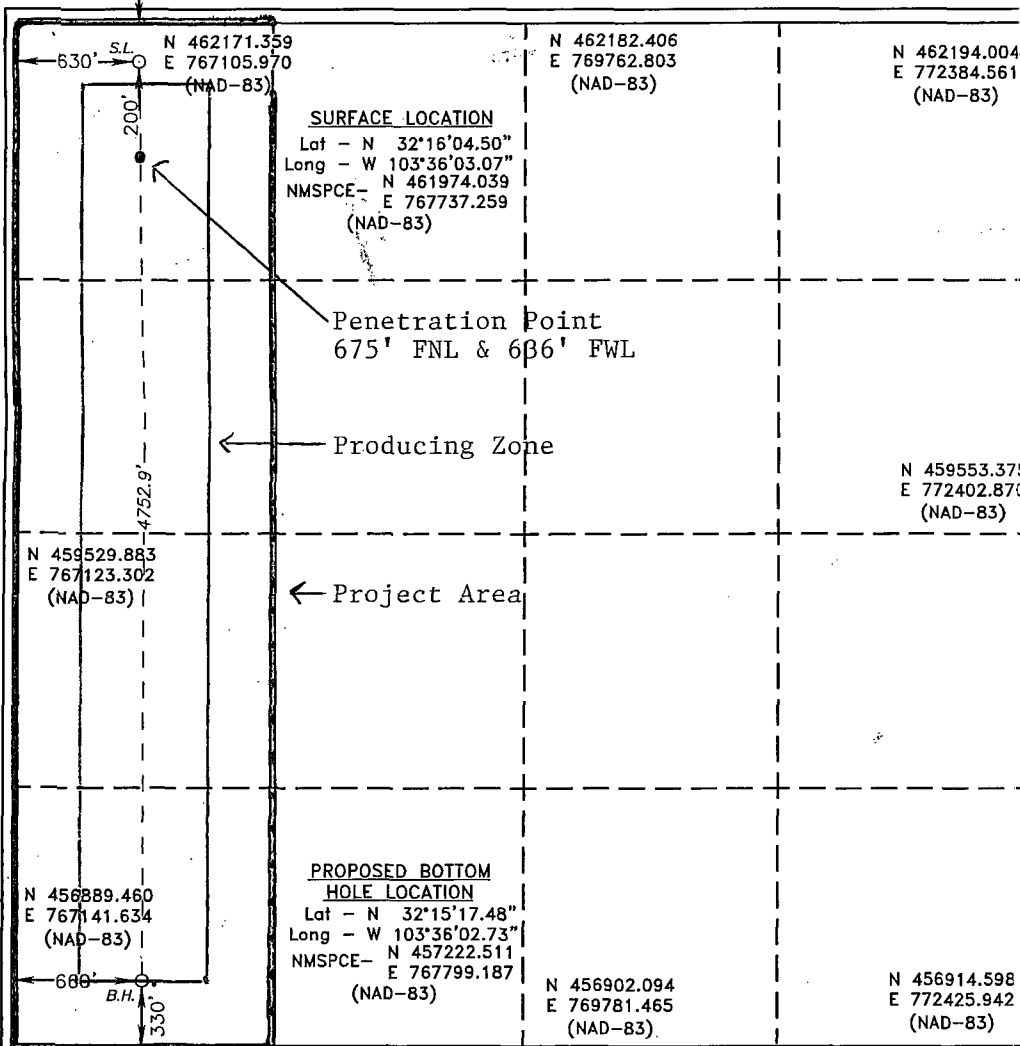 N 462171.359
E 767105.970
(NAD-83)
N 462182.406
E 769762.803
(NAD-83)
N 462194.004
E 772384.561
(NAD-83)
630'
S.L.
200'
SURFACE LOCATION
Lat - N 32°16'04.50"
Long - W 103°36'03.07"
NMSPCE- N 461974.039
E 767737.259
(NAD-83)
Penetration Point
675' FNL & 636' FWL
Producing Zone
4752.9'
N 459553.375
E 772402.870
(NAD-83)
N 459529.883
E 767123.302
(NAD-83)
Project Area
PROPOSED BOTTOM
HOLE LOCATION
Lat - N 32°15'17.48"
Long - W 103°36'02.73"
NMSPCE- N 457222.511
E 767799.187
(NAD-83)
N 456889.460
E 767141.634
(NAD-83)
660'
B.H.
330'
N 456902.094
E 769781.465
(NAD-83)
N 456914.598
E 772425.942
(NAD-83)